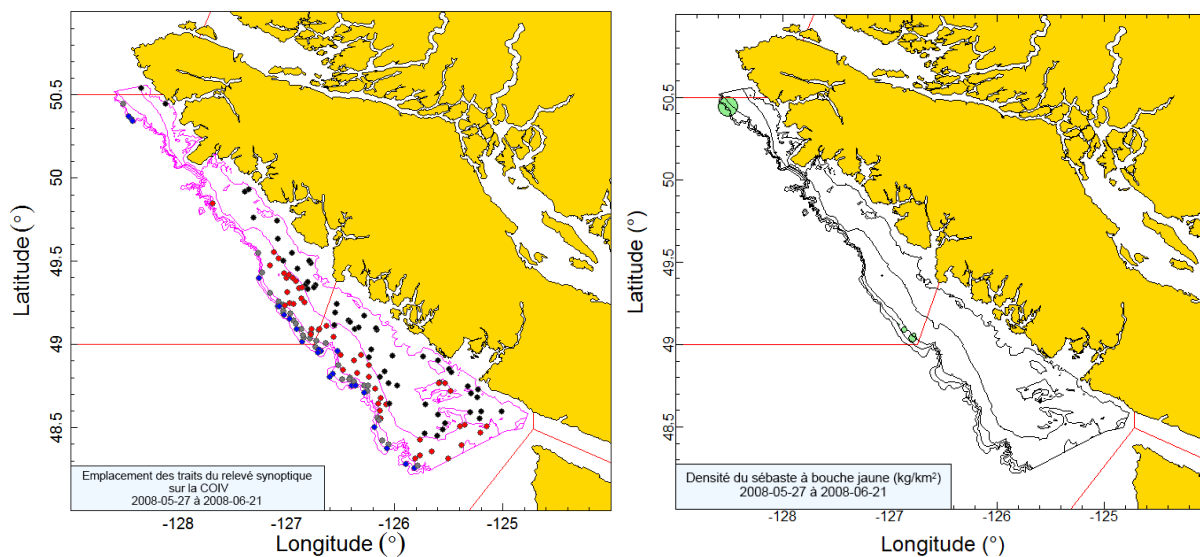 50.5
50
49.5
49
48.5
Latitude (°)
Emplacement des traits du relevé synoptique
sur la COIV
2008-05-27 à 2008-06-21
-128
-127
-126
-125
Longitude (°)
50.5
50
49.5
49
48.5
Latitude (°)
Densité du sébaste à bouche jaune (kg/km²)
2008-05-27 à 2008-06-21
-128
-127
-126
-125
Longitude (°)